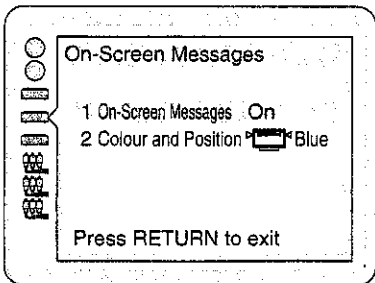 On-Screen Messages
1 On-Screen Messages On
2 Colour and Position Blue
Press RETURN to exit